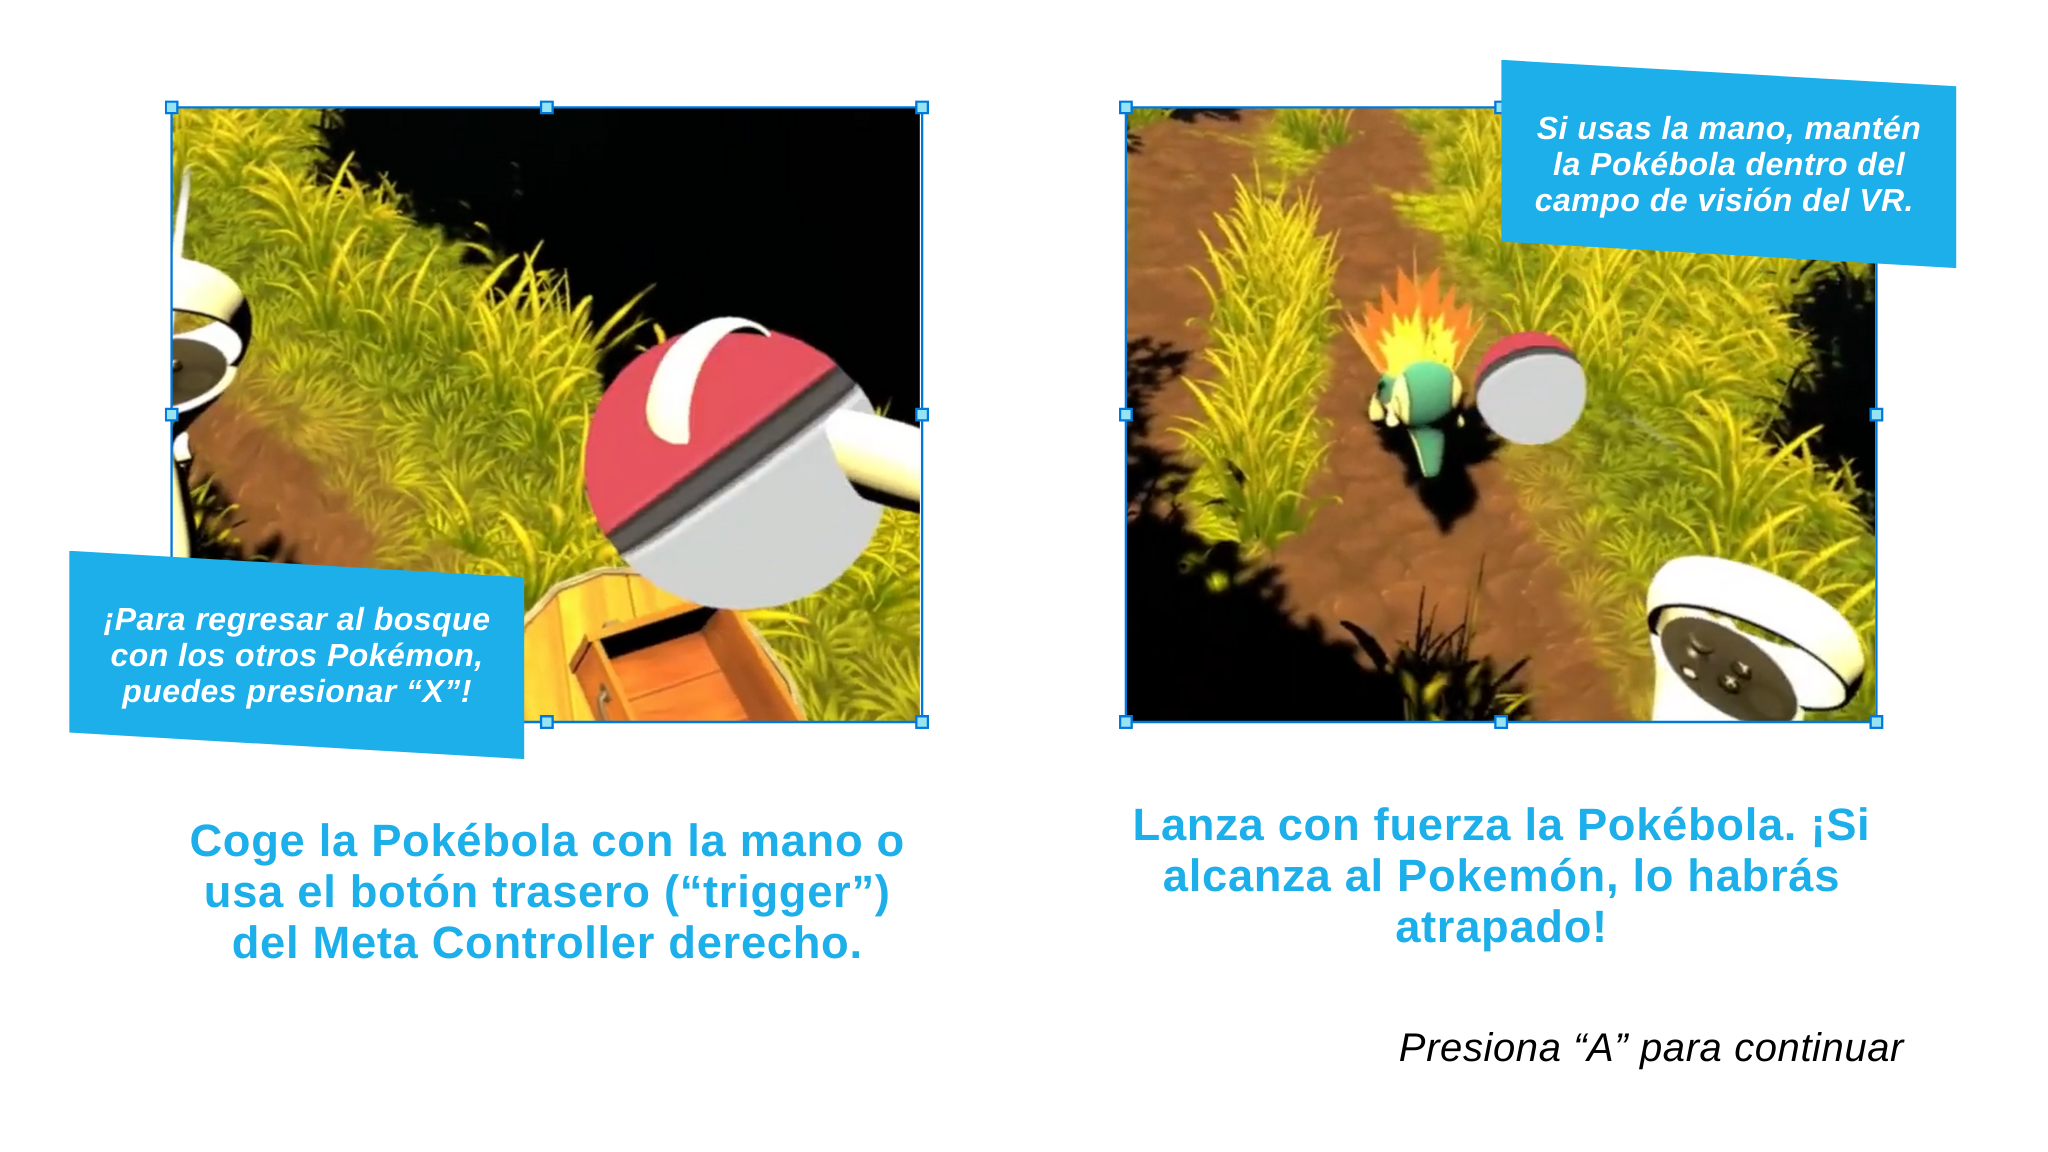 ¡Para regresar al bosque
con los otros Pokémon,
puedes presionar “X”!
Coge la Pokébola con la mano o
usa el botón trasero (“trigger”)
del Meta Controller derecho.
Si usas la mano, mantén
la Pokébola dentro del
campo de visión del VR.
Lanza con fuerza la Pokébola. ¡Si
alcanza al Pokemón, lo habrás
atrapado!
Presiona “A” para continuar